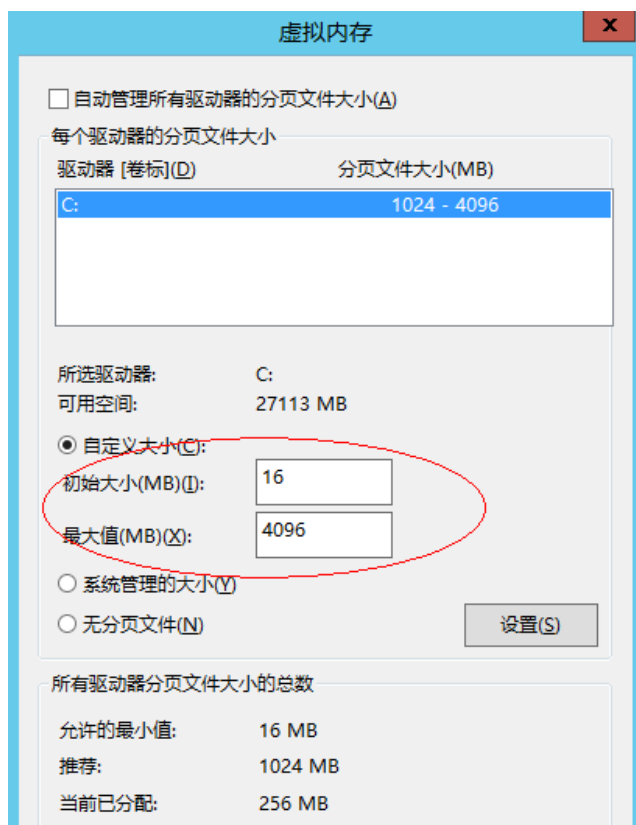 虚拟内存
x
自动管理所有驱动器的分页文件大小(A)
每个驱动器的分页文件大小
驱动器 [卷标](D) 分页文件大小(MB)
C: 1024 - 4096
所选驱动器: C:
可用空间: 27113 MB
自定义大小(C):
初始大小(MB)(I): 16
最大值(MB)(X): 4096
系统管理的大小(Y)
无分页文件(N) 设置(S)
所有驱动器分页文件大小的总数
允许的最小值: 16 MB
推荐: 1024 MB
当前已分配: 256 MB